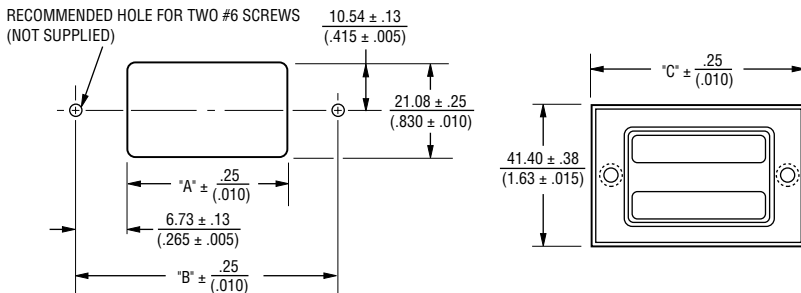 RECOMMENDED HOLE FOR TWO #6 SCREWS
(NOT SUPPLIED)
10.54 ± .13
(.415 ± .005)
21.08 ± .25
(.830 ± .010)
"A" ± .25
(.010)
6.73 ± .13
(.265 ± .005)
"B" ± .25
(.010)
"C" ± .25
(.010)
41.40 ± .38
(1.63 ± .015)